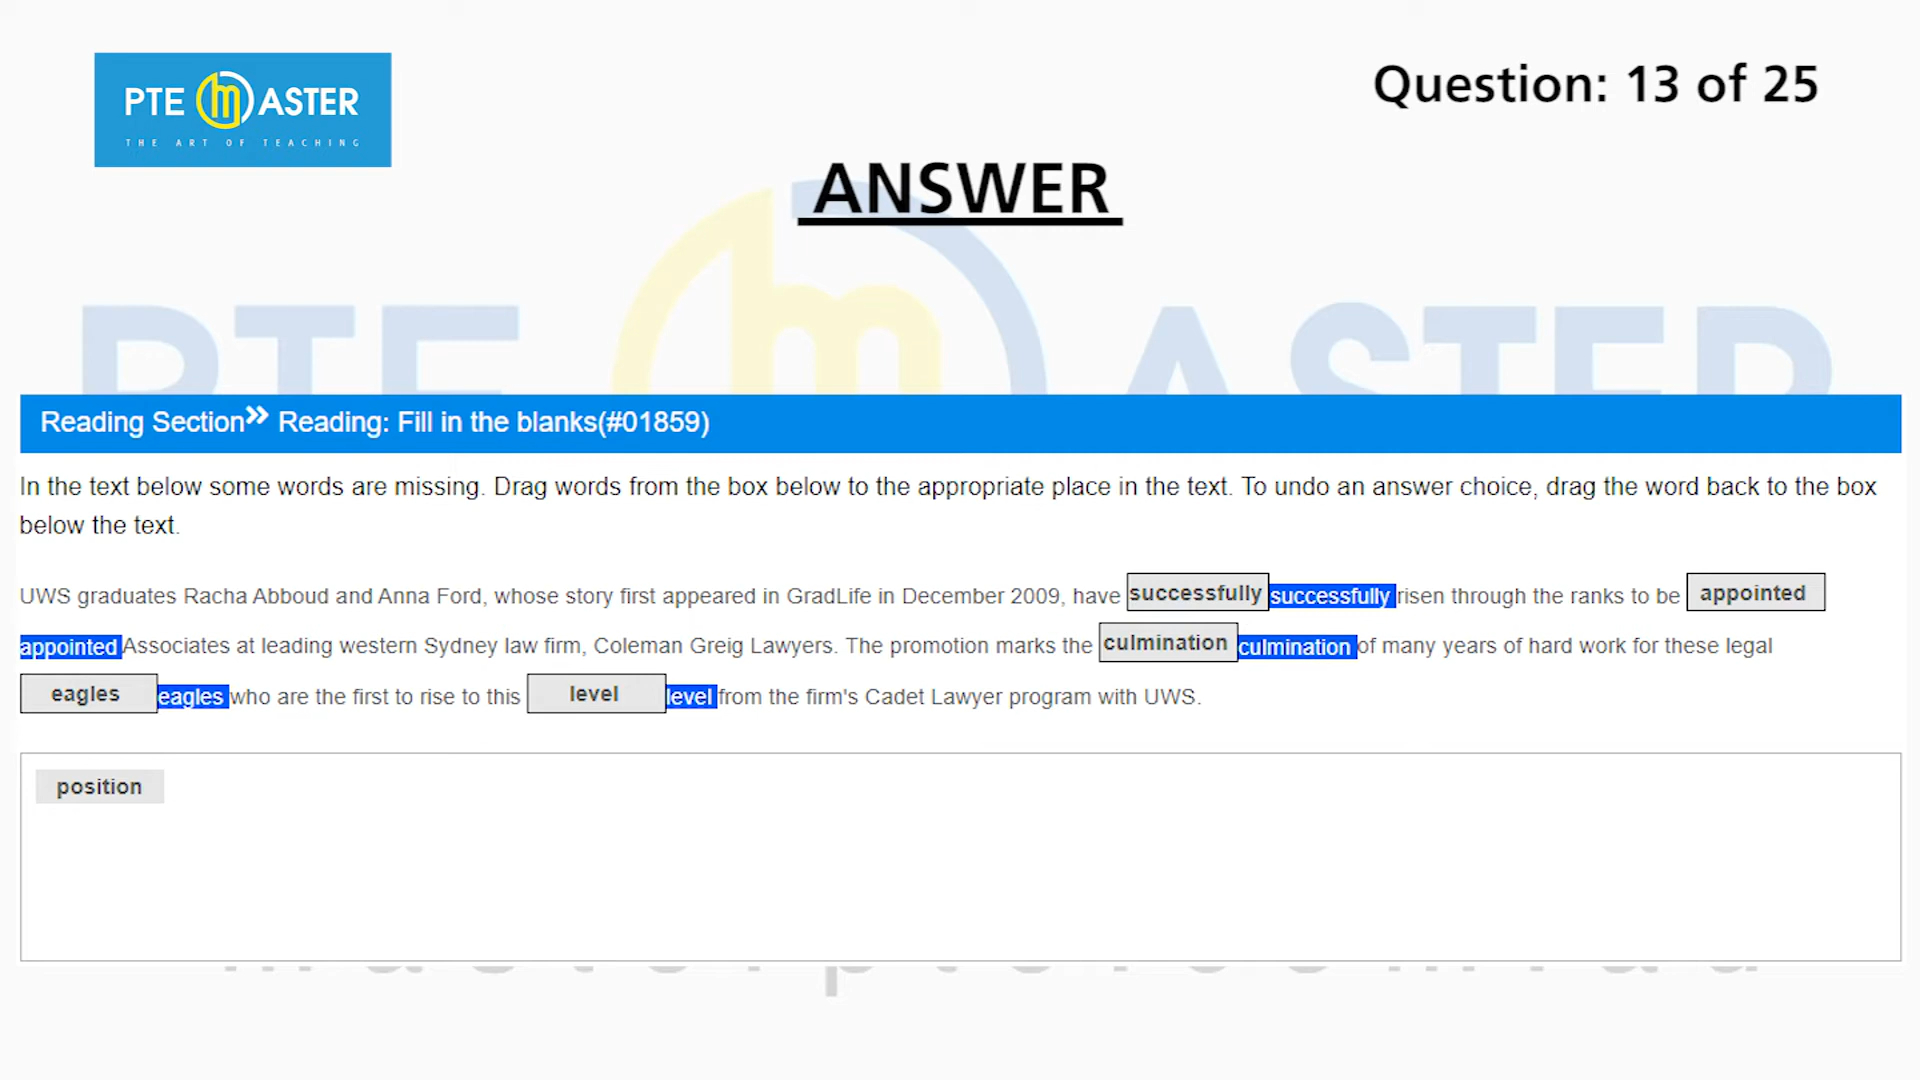 PTE MASTER
THE ART OF TEACHING
Question: 13 of 25
ANSWER
PTE m ASTER
Reading Section» Reading: Fill in the blanks(#01859)
In the text below some words are missing. Drag words from the box below to the appropriate place in the text. To undo an answer choice, drag the word back to the box
below the text.
UWS graduates Racha Abboud and Anna Ford, whose story first appeared in GradLife in December 2009, have successfully successfully risen through the ranks to be appointed
appointed Associates at leading western Sydney law firm, Coleman Greig Lawyers. The promotion marks the culmination culmination of many years of hard work for these legal
eagles eagles who are the first to rise to this level level from the firm's Cadet Lawyer program with UWS.
position